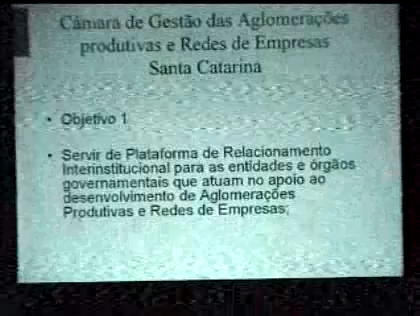 Câmara de Gestão das Aglomerações
produtivas e Redes de Empresas
Santa Catarina
• Objetivo 1
• Servir de Plataforma de Relacionamento
Interinstitucional para as entidades e órgãos
governamentais que atuam no apoio ao
desenvolvimento de Aglomerações
Produtivas e Redes de Empresas;